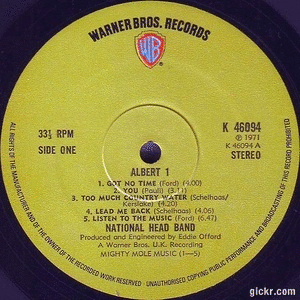 WARNER BROS. RECORDS
WB
33⅓ RPM
SIDE ONE
K 46094
Ⓟ 1971
K 46094 A
STEREO
ALBERT 1
1. GOT NO TIME (Ford) (4.00)
2. YOU (Paull) (3.11)
3. TOO MUCH COUNTRY WATER (Schelhaas/
Kerslake) (4.20)
4. LEAD ME BACK (Schelhaas) (4.06)
5. LISTEN TO THE MUSIC (Ford) (6.47)
NATIONAL HEAD BAND
Produced and Engineered by Eddie Offord
A Warner Bros. U.K. Recording
MIGHTY MOLE MUSIC (1—5)
ALL RIGHTS OF THE MANUFACTURER AND OF THE OWNER OF THE RECORDED WORK RESERVED · UNAUTHORISED COPYING PUBLIC PERFORMANCE AND BROADCASTING OF THIS RECORD PROHIBITED
gickr.com